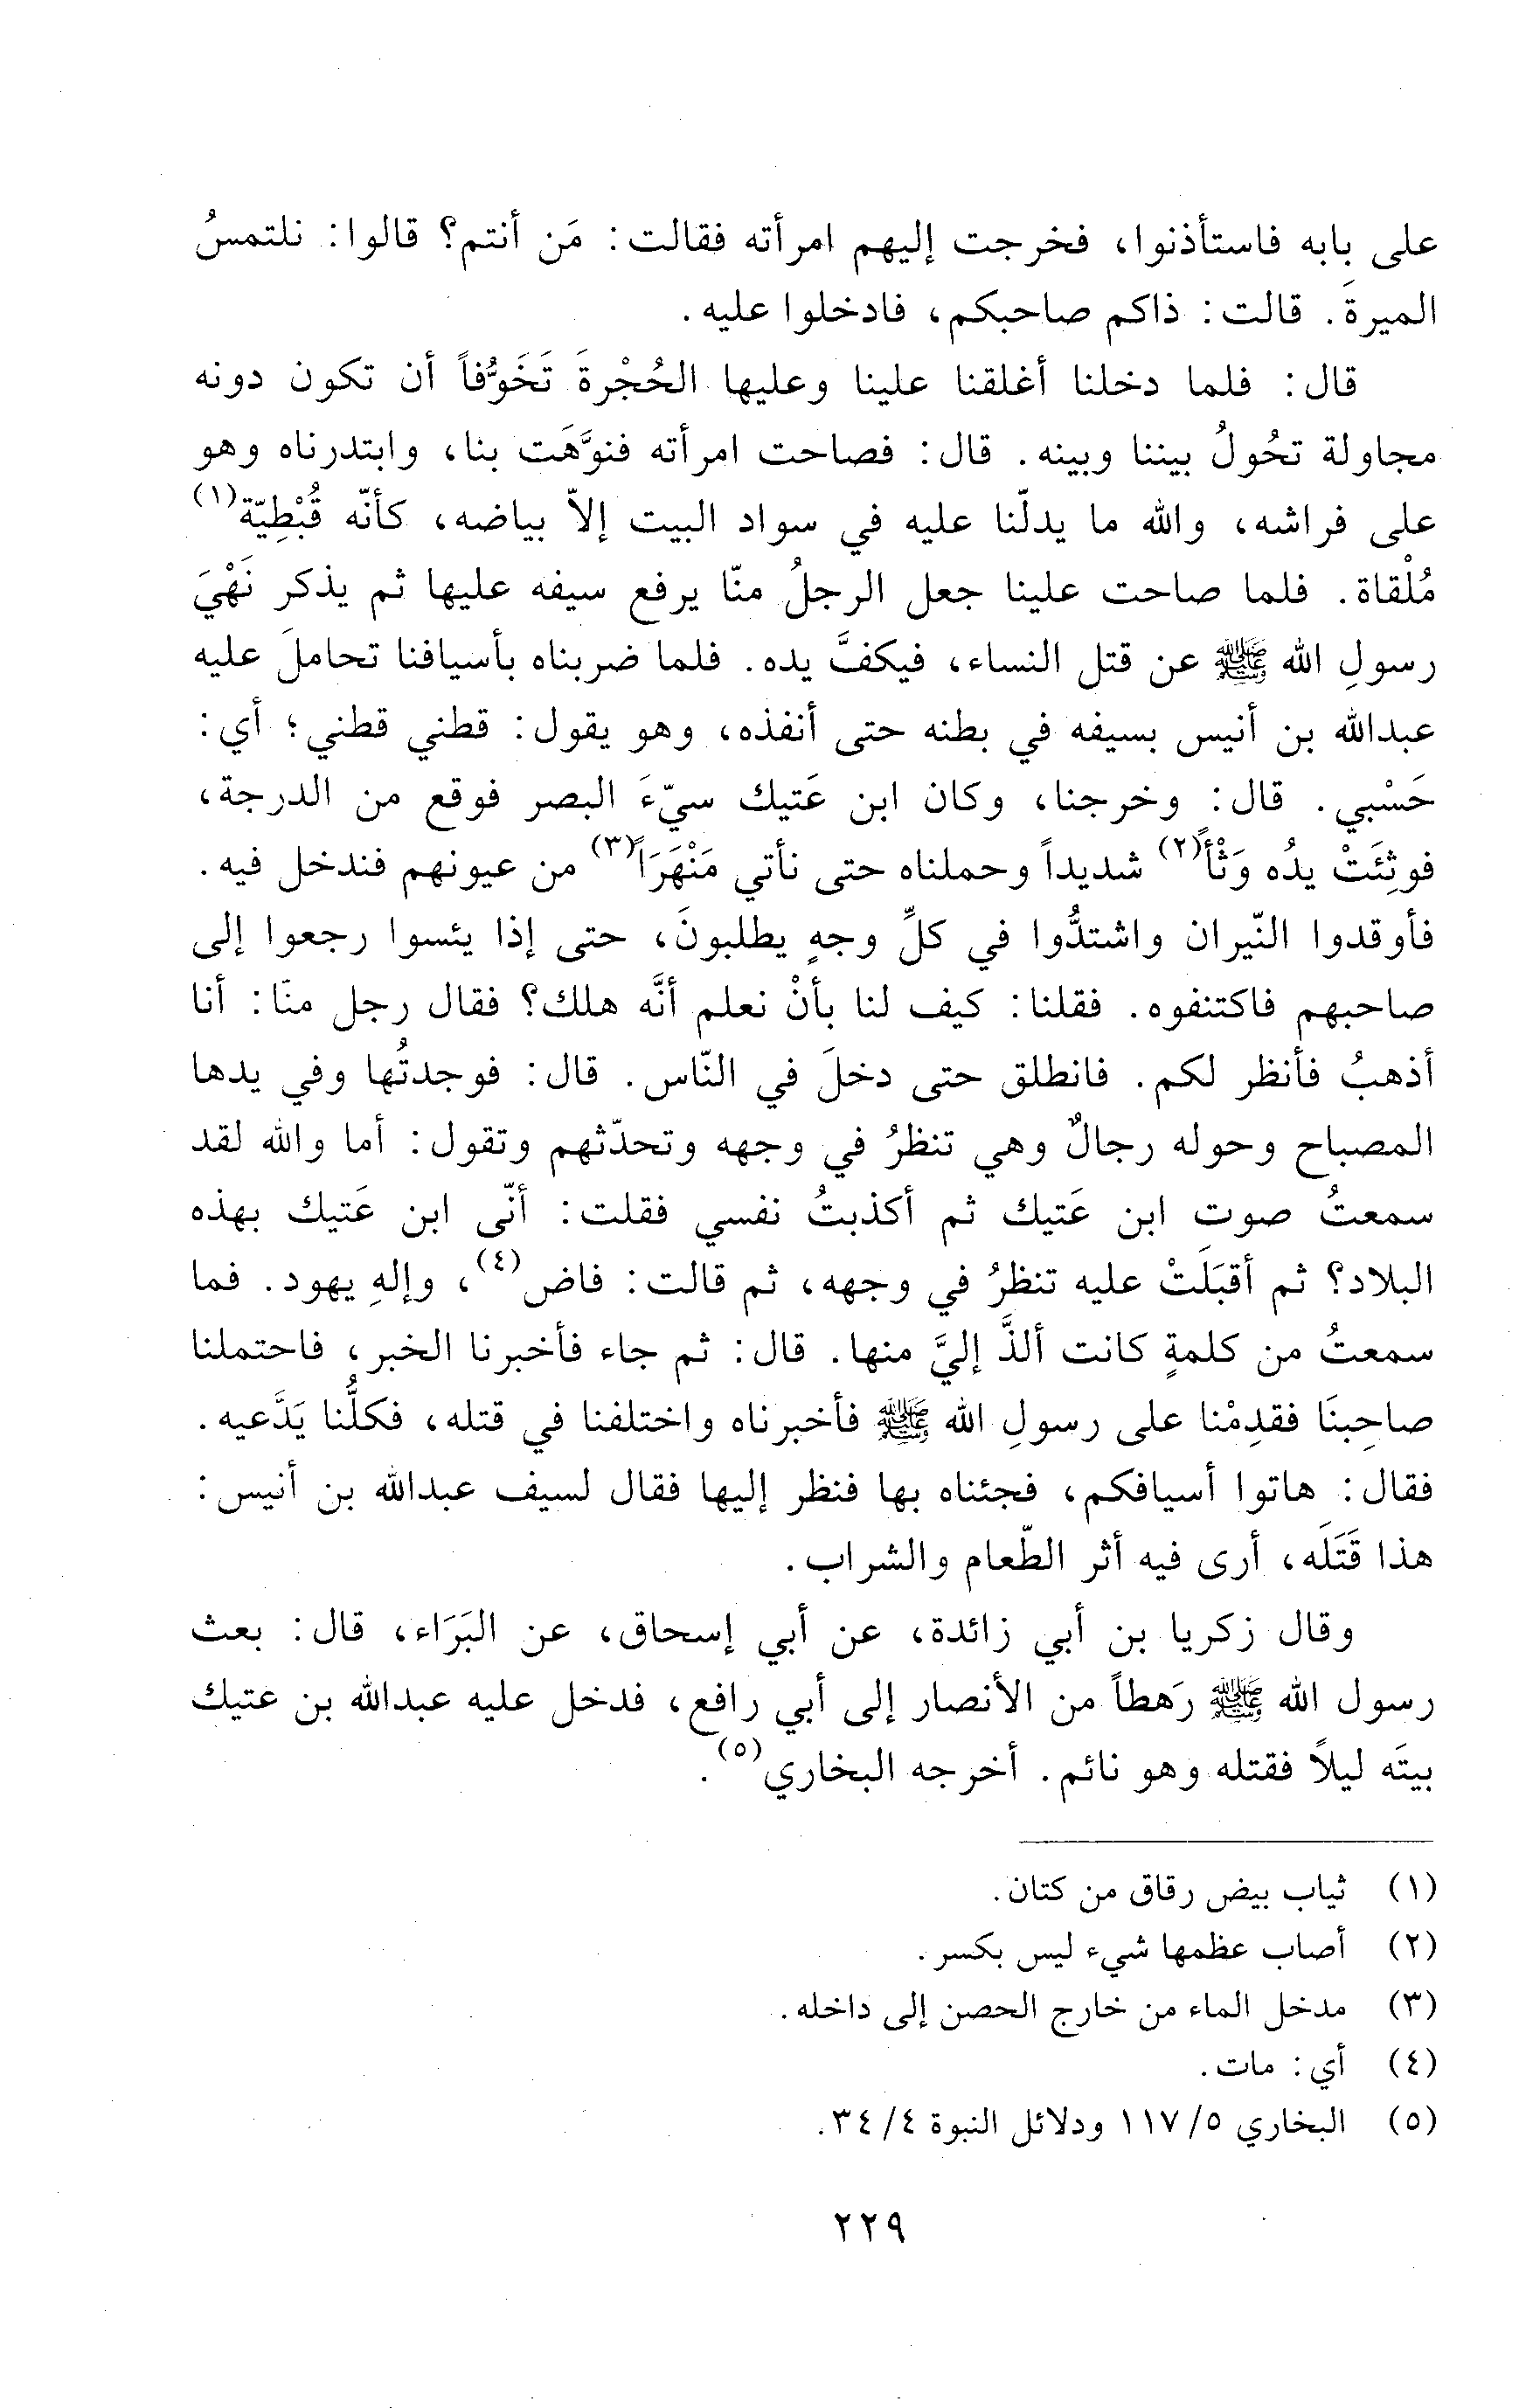 على بابه فاستأذنوا، فخرجت إليهم امرأته فقالت: مَن أنتم؟ قالوا: نلتمسُ
الميرةَ. قالت: ذاكم صاحبكم، فادخلوا عليه.
قال: فلما دخلنا أغلقنا علينا وعليها الحُجْرةَ تَخَوُّفاً أن تكون دونه
مجاولة تحُولُ بيننا وبينه. قال: فصاحت امرأته فنوَّهَت بنا، وابتدرناه وهو
على فراشه، والله ما يدلّنا عليه في سواد البيت إلاّ بياضه، كأنّه قُبْطِيّة(١)
مُلْقاة. فلما صاحت علينا جعل الرجلُ منّا يرفع سيفه عليها ثم يذكر نَهْيَ
رسولِ الله ﷺ عن قتل النساء، فيكفَّ يده. فلما ضربناه بأسيافنا تحاملَ عليه
عبدالله بن أنيس بسيفه في بطنه حتى أنفذه، وهو يقول: قطني قطني؛ أي:
حَسْبي. قال: وخرجنا، وكان ابن عَتيك سيّءَ البصر فوقع من الدرجة،
فوثِئَتْ يدُه وَثْأً(٢) شديداً وحملناه حتى نأتي مَنْهَرَاً(٣) من عيونهم فندخل فيه.
فأوقدوا النّيران واشتدُّوا في كلِّ وجهٍ يطلبونَ، حتى إذا يئسوا رجعوا إلى
صاحبهم فاكتنفوه. فقلنا: كيف لنا بأنْ نعلم أنَّه هلك؟ فقال رجل منّا: أنا
أذهبُ فأنظر لكم. فانطلق حتى دخلَ في النّاس. قال: فوجدتُها وفي يدها
المصباح وحوله رجالٌ وهي تنظرُ في وجهه وتحدّثهم وتقول: أما والله لقد
سمعتُ صوت ابن عَتيك ثم أكذبتُ نفسي فقلت: أنّى ابن عَتيك بهذه
البلاد؟ ثم أقبَلَتْ عليه تنظرُ في وجهه، ثم قالت: فاض(٤)، وإلهِ يهود. فما
سمعتُ من كلمةٍ كانت ألذَّ إليَّ منها. قال: ثم جاء فأخبرنا الخبر، فاحتملنا
صاحِبنَا فقدِمْنا على رسولِ الله ﷺ فأخبرناه واختلفنا في قتله، فكلُّنا يَدَّعيه.
فقال: هاتوا أسيافكم، فجئناه بها فنظر إليها فقال لسيف عبدالله بن أنيس:
هذا قَتَلَه، أرى فيه أثر الطّعام والشراب.
وقال زكريا بن أبي زائدة، عن أبي إسحاق، عن البَرَاء، قال: بعث
رسول الله ﷺ رَهطاً من الأنصار إلى أبي رافع، فدخل عليه عبدالله بن عتيك
بيتَه ليلاً فقتله وهو نائم. أخرجه البخاري(٥).
(١) ثياب بيض رقاق من كتان.
(٢) أصاب عظمها شيء ليس بكسر.
(٣) مدخل الماء من خارج الحصن إلى داخله.
(٤) أي: مات.
(٥) البخاري ٥/ ١١٧ ودلائل النبوة ٤/ ٣٤.
٢٢٩